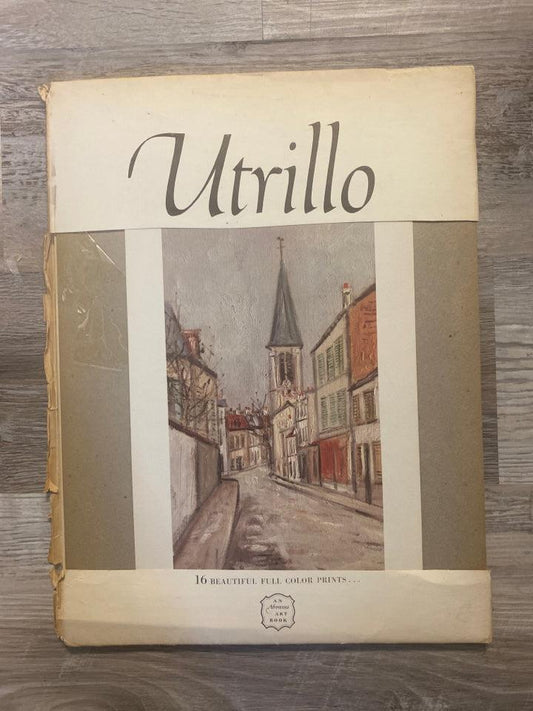 Utrillo
16 BEAUTIFUL FULL COLOR PRINTS...
AN
Abrams
ART
BOOK